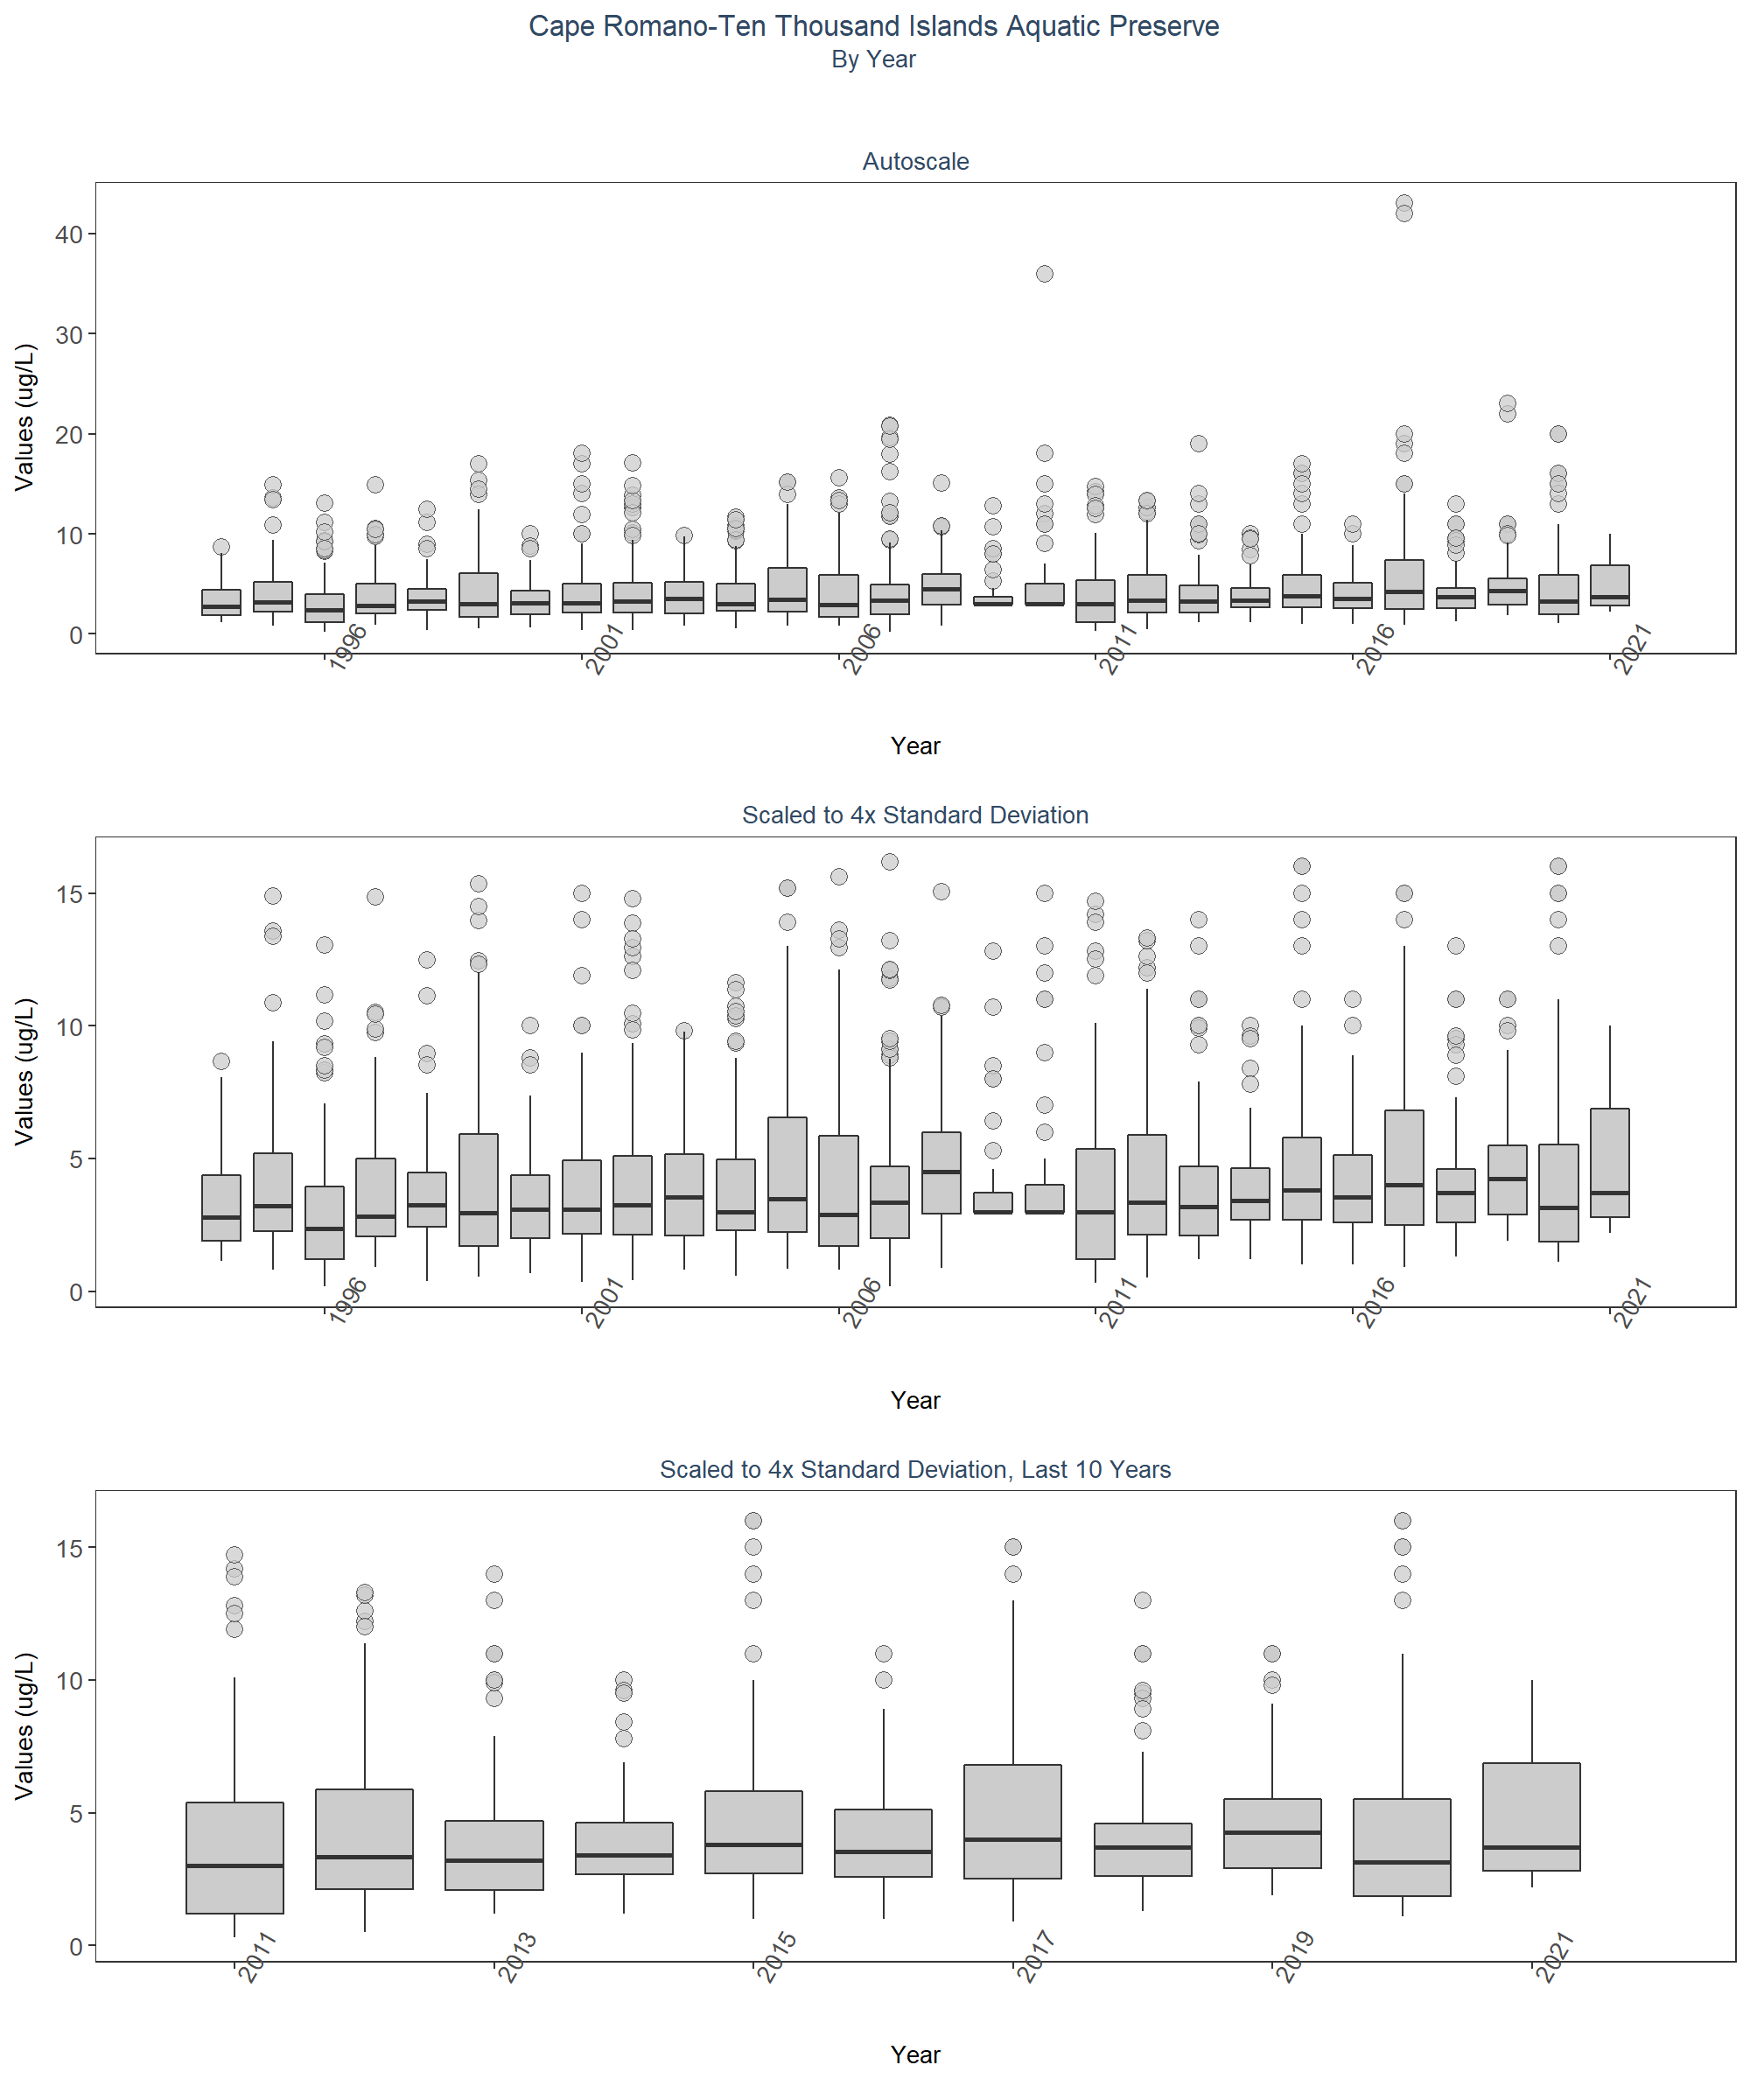 Cape Romano-Ten Thousand Islands Aquatic Preserve
By Year
Autoscale
Values (ug/L)
40
30
20
10
0
1996
2001
2006
2011
2016
2021
Year
Scaled to 4x Standard Deviation
Values (ug/L)
15
10
5
0
1996
2001
2006
2011
2016
2021
Year
Scaled to 4x Standard Deviation, Last 10 Years
Values (ug/L)
15
10
5
0
2011
2013
2015
2017
2019
2021
Year